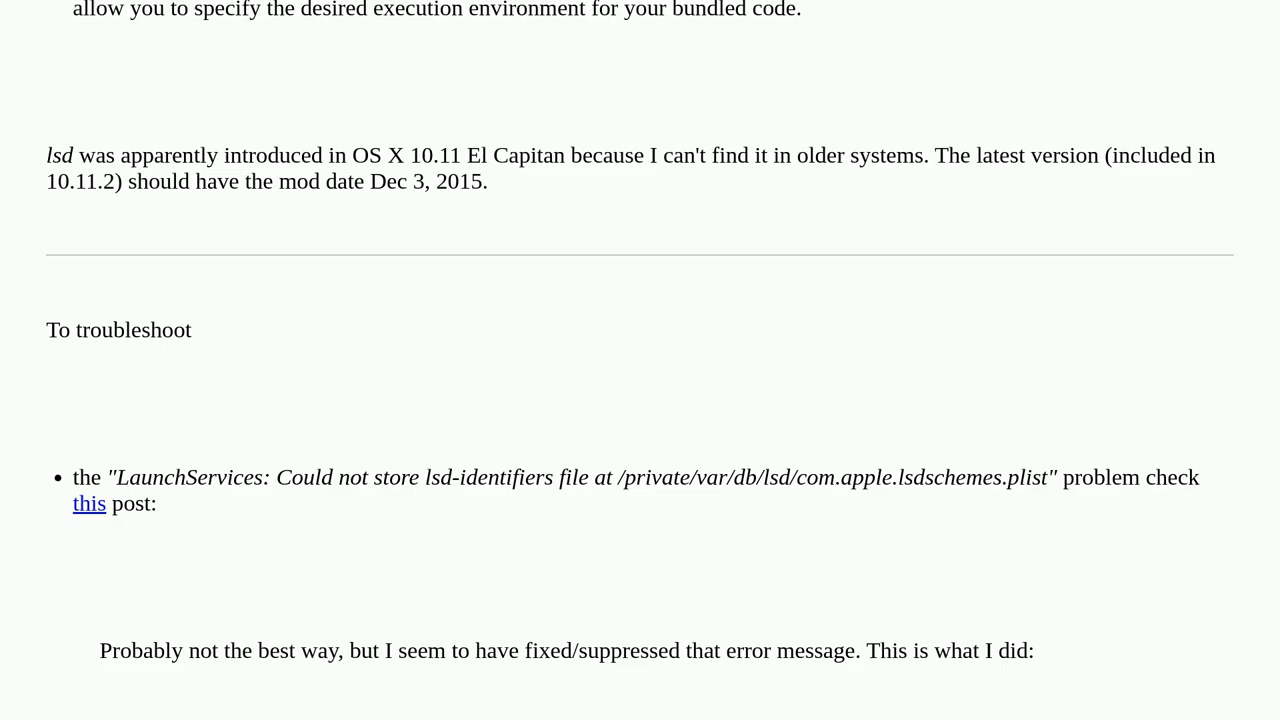 allow you to specify the desired execution environment for your bundled code.
lsd was apparently introduced in OS X 10.11 El Capitan because I can't find it in older systems. The latest version (included in
10.11.2) should have the mod date Dec 3, 2015.
To troubleshoot
• the "LaunchServices: Could not store lsd-identifiers file at /private/var/db/lsd/com.apple.lsdschemes.plist" problem check
this post:
Probably not the best way, but I seem to have fixed/suppressed that error message. This is what I did: